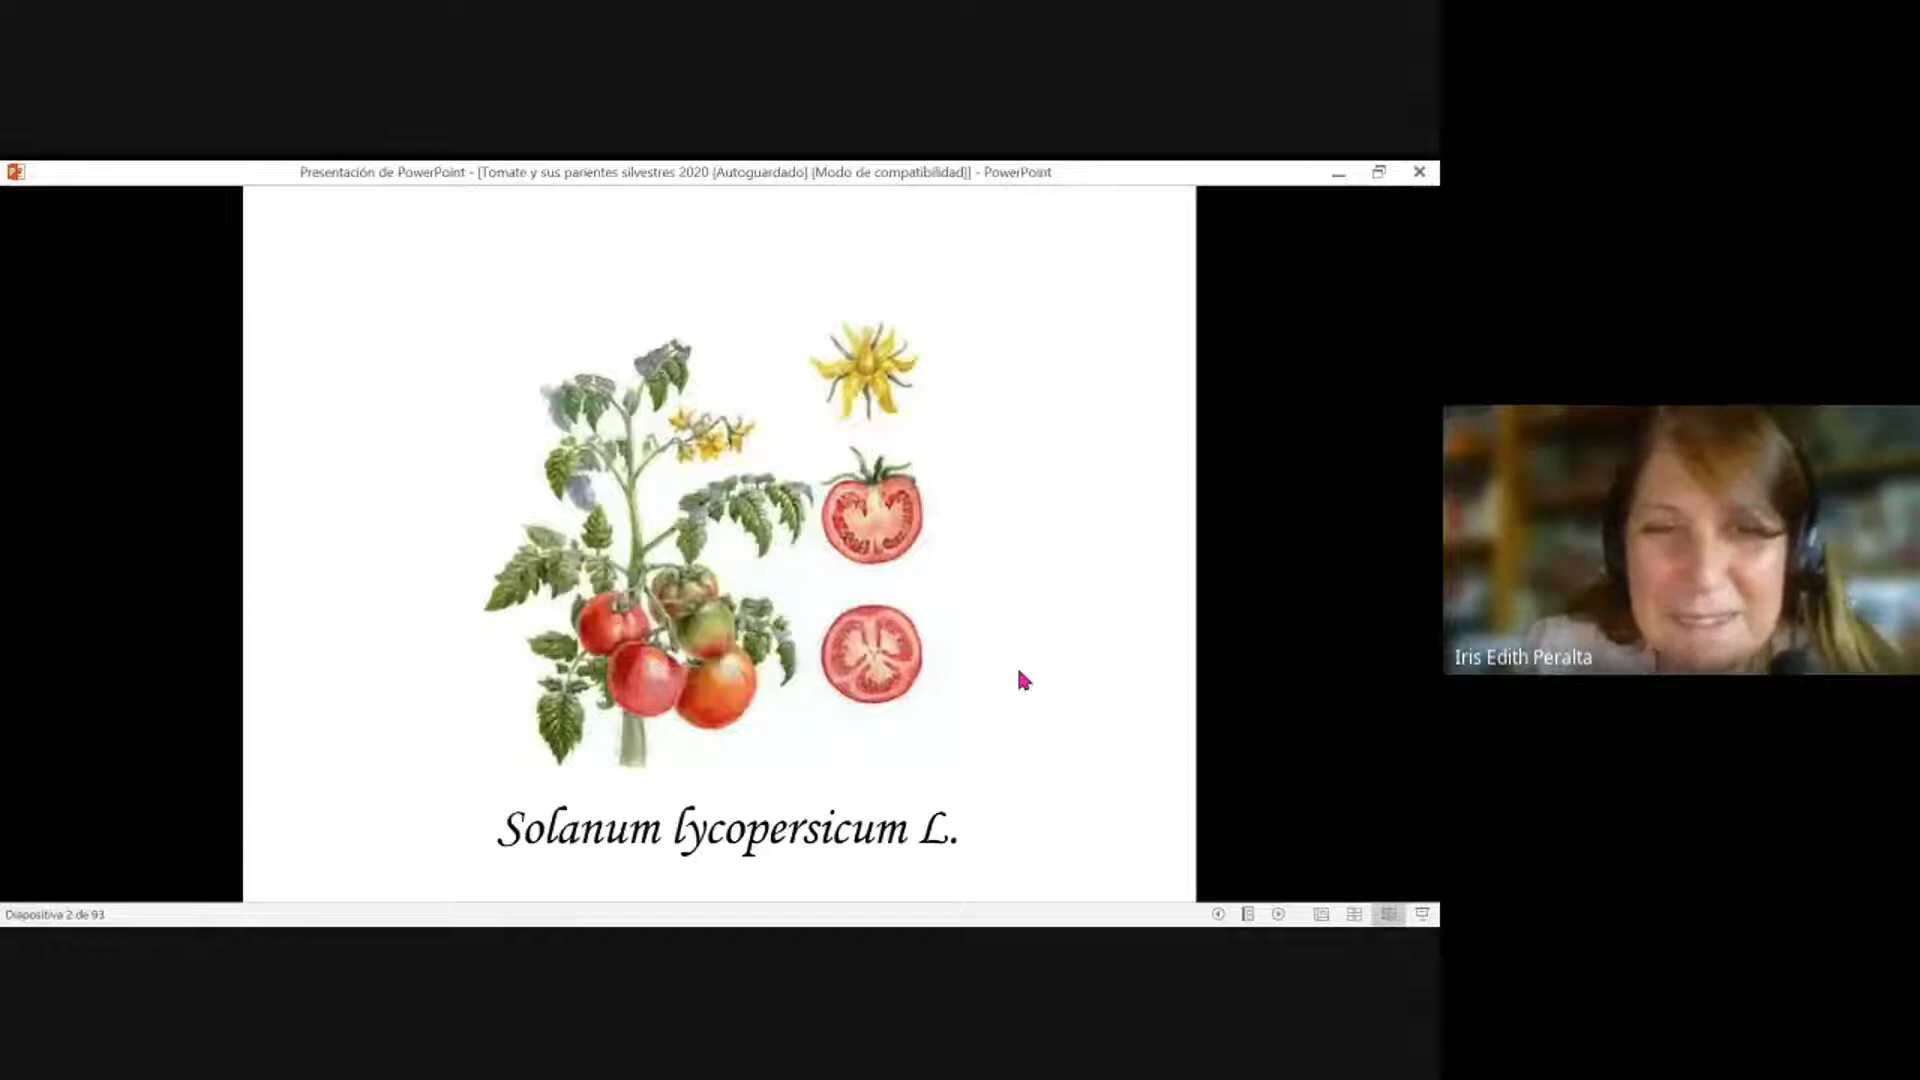 Presentación de PowerPoint - [Tomate y sus parientes silvestres 2020 [Autoguardado] [Modo de compatibilidad]] - PowerPoint
Solanum lycopersicum L.
Iris Edith Peralta
Diapositiva 2 de 93